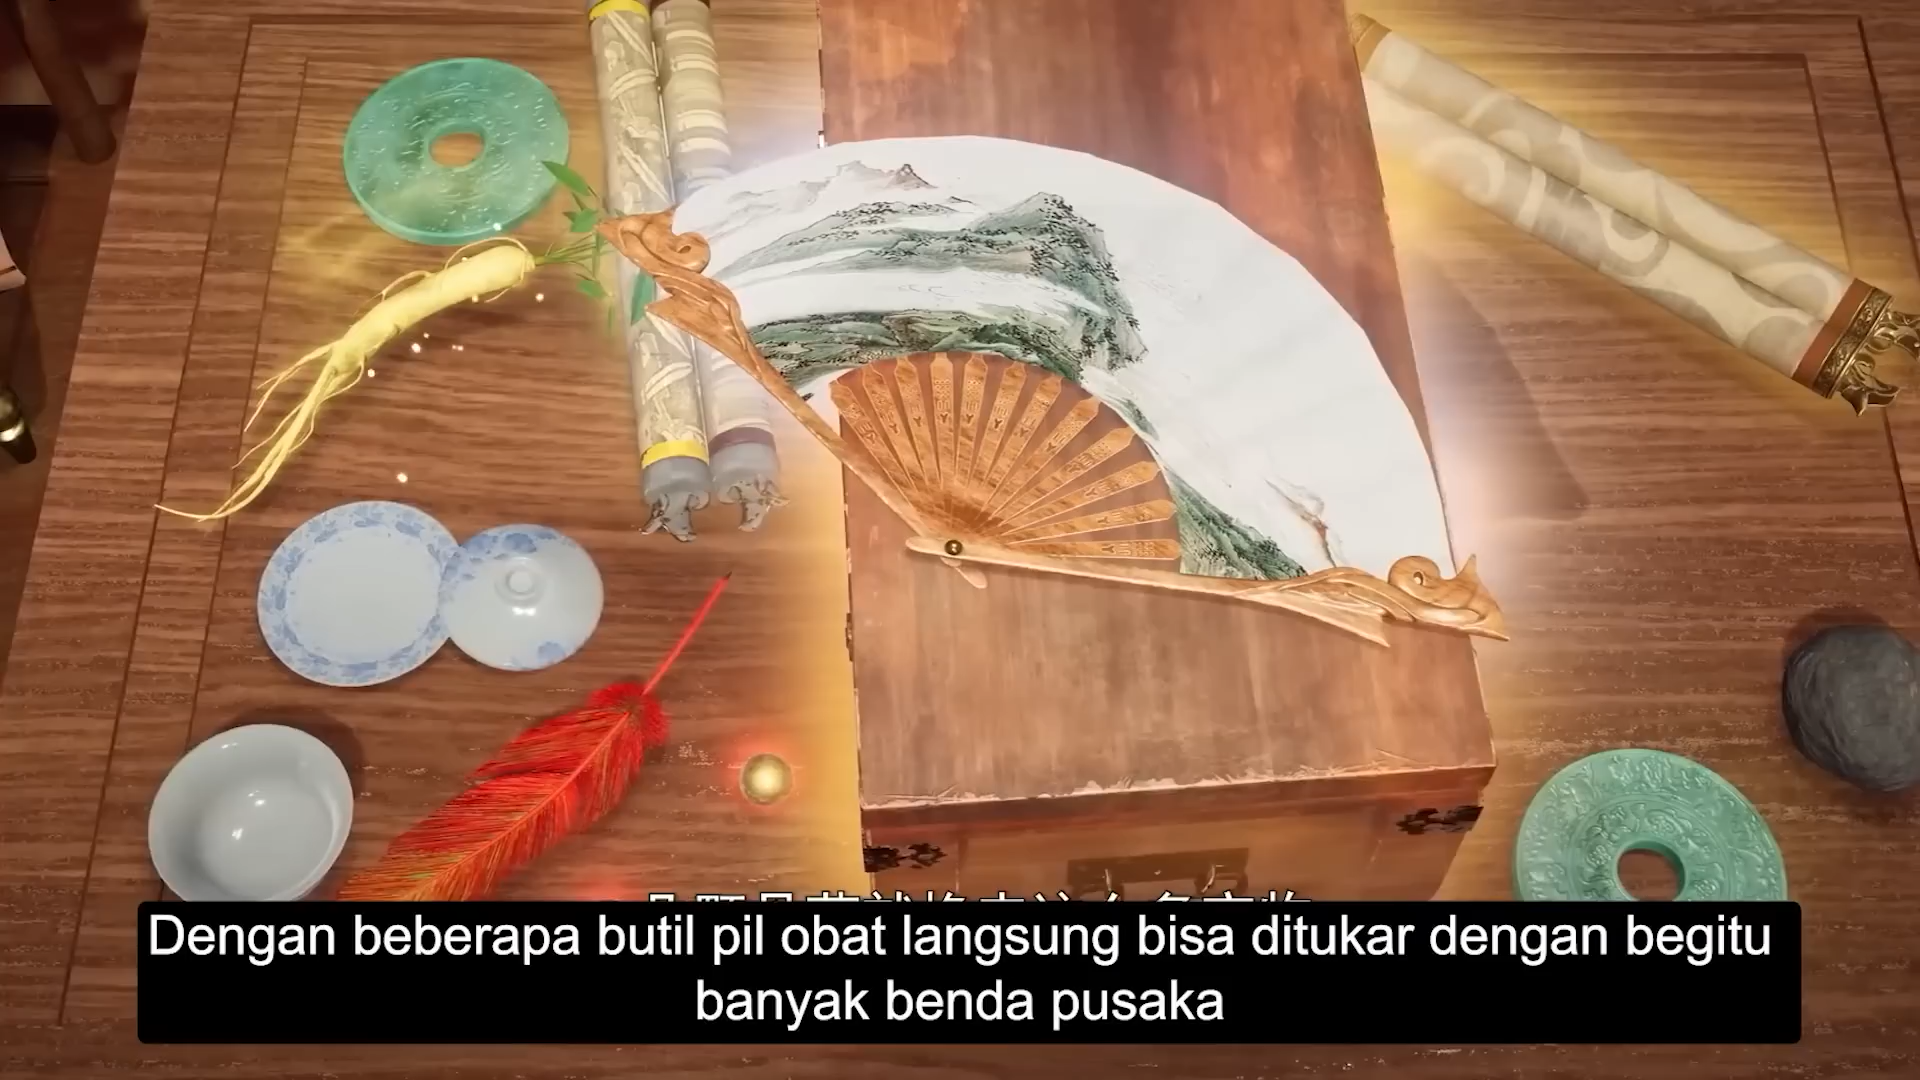 Dengan beberapa butil pil obat langsung bisa ditukar dengan begitu
banyak benda pusaka